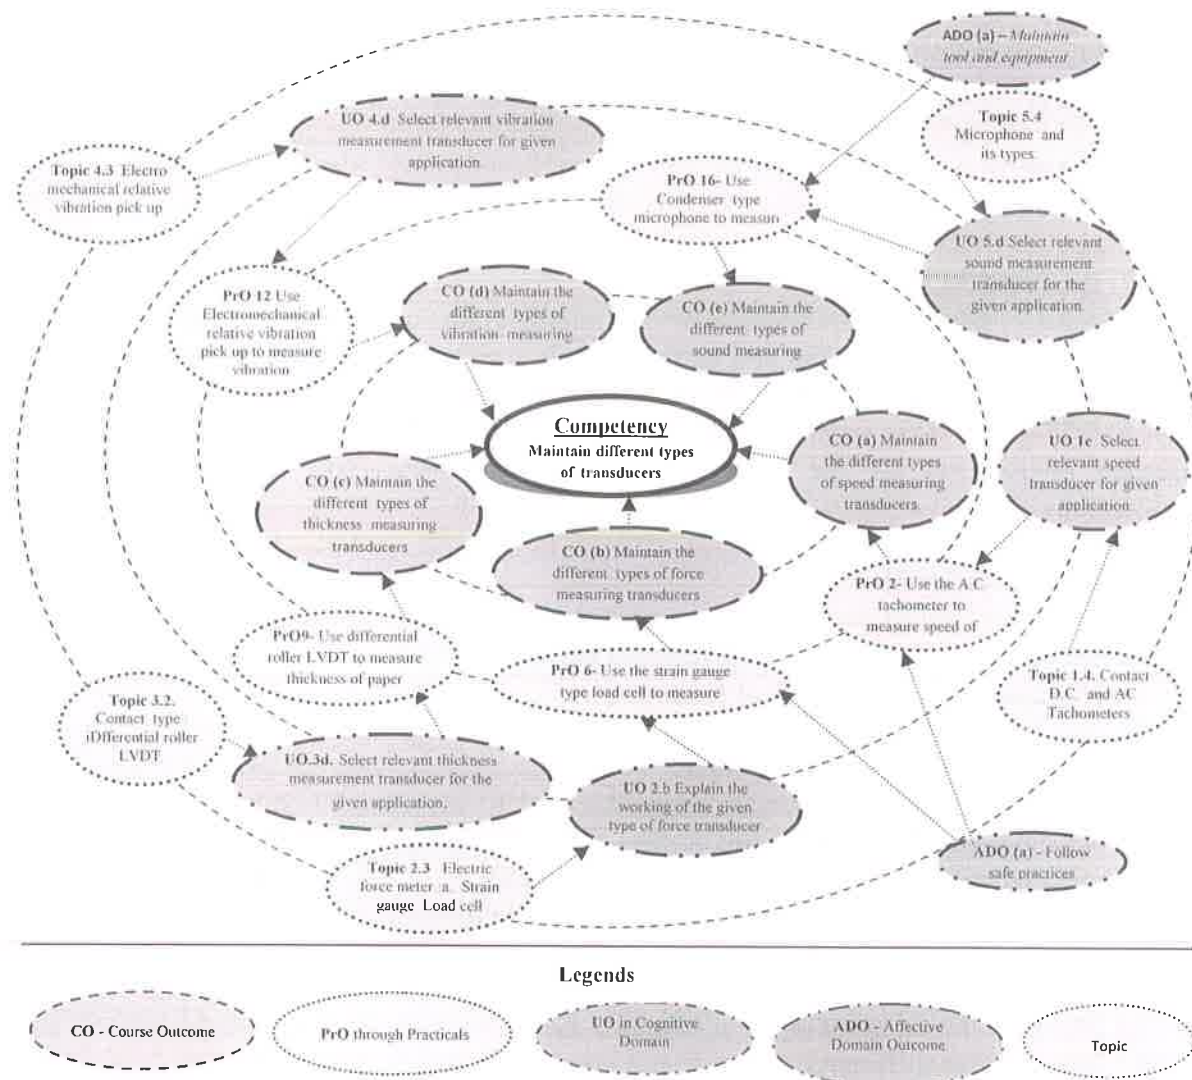 ADO (a) – Maintain
tool and equipment
UO 4.d Select relevant vibration
measurement transducer for given
application.
Topic 5.4
Microphone and
its types
Topic 4.3 Electro
mechanical relative
vibration pick up
PrO 16- Use
Condenser type
microphone to measure
UO 5.d Select relevant
sound measurement
transducer for the
given application.
PrO 12 Use
Electromechanical
relative vibration
pick up to measure
vibration
CO (d) Maintain the
different types of
vibration measuring
CO (e) Maintain the
different types of
sound measuring
Competency
Maintain different types
of transducers
CO (a) Maintain
the different types
of speed measuring
transducers.
UO 1c Select
relevant speed
transducer for given
application
CO (c) Maintain the
different types of
thickness measuring
transducers
CO (b) Maintain the
different types of force
measuring transducers
PrO 2- Use the A.C.
tachometer to
measure speed of
PrO9- Use differential
roller LVDT to measure
thickness of paper
PrO 6- Use the strain gauge
type load cell to measure
Topic 1.4. Contact
D.C. and AC
Tachometers
Topic 3.2.
Contact type
iDfferential roller
LVDT
UO.3d. Select relevant thickness
measurement transducer for the
given application.
UO 2.b Explain the
working of the given
type of force transducer
Topic 2.3 Electric
force meter a. Strain
gauge Load cell
ADO (a) - Follow
safe practices
Legends
CO - Course Outcome
PrO through Practicals
UO in Cognitive
Domain
ADO - Affective
Domain Outcome
Topic